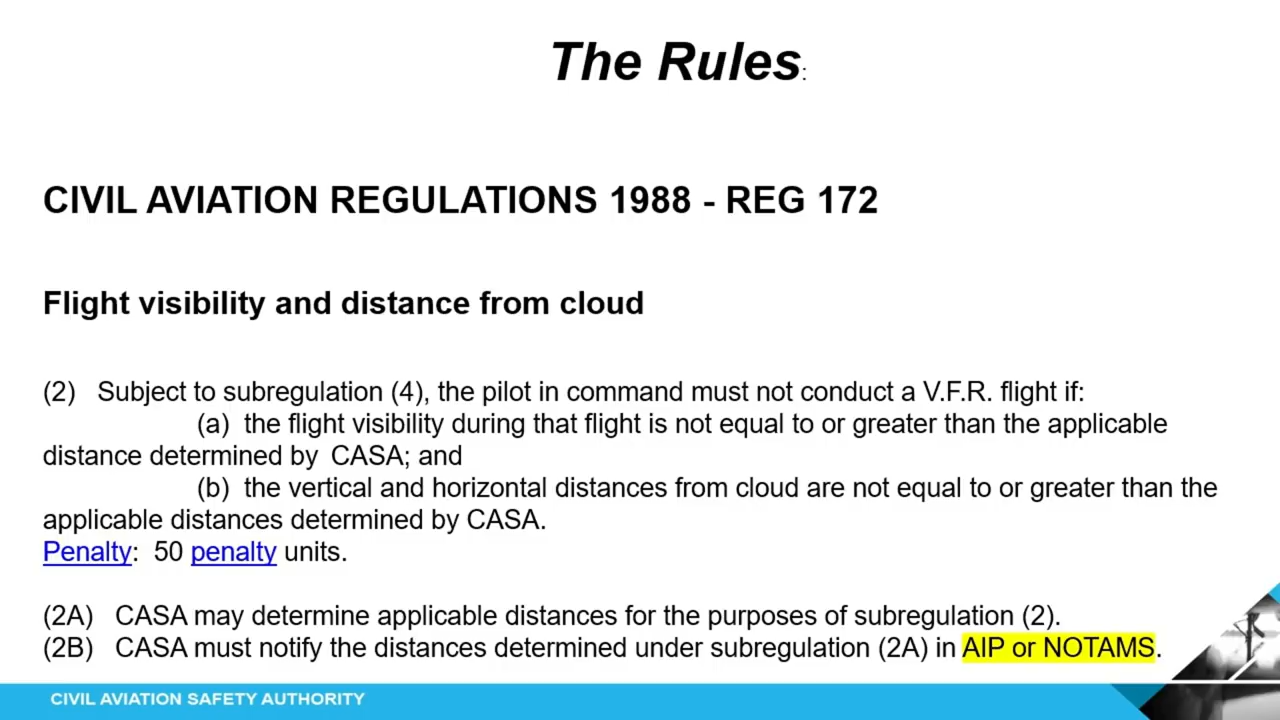 The Rules:
CIVIL AVIATION REGULATIONS 1988 - REG 172
Flight visibility and distance from cloud
(2) Subject to subregulation (4), the pilot in command must not conduct a V.F.R. flight if:
(a) the flight visibility during that flight is not equal to or greater than the applicable
distance determined by CASA; and
(b) the vertical and horizontal distances from cloud are not equal to or greater than the
applicable distances determined by CASA.
Penalty: 50 penalty units.
(2A) CASA may determine applicable distances for the purposes of subregulation (2).
(2B) CASA must notify the distances determined under subregulation (2A) in AIP or NOTAMS.
CIVIL AVIATION SAFETY AUTHORITY